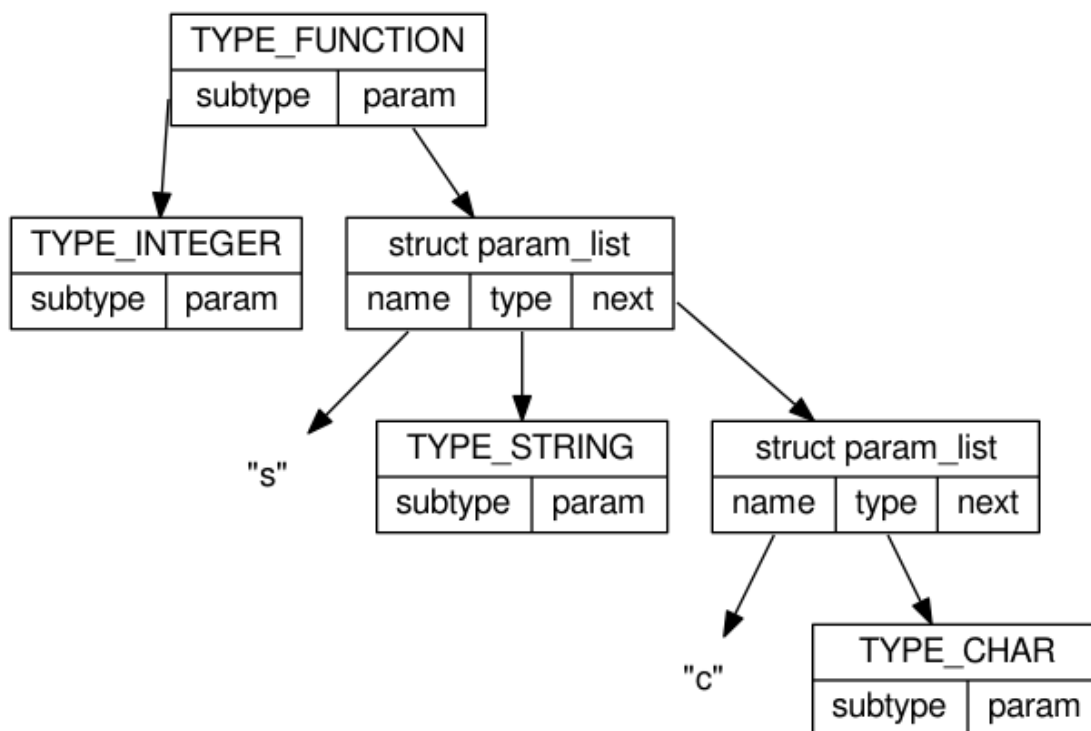 TYPE_FUNCTION
subtype param
TYPE_INTEGER struct param_list
subtype param name type next
TYPE_STRING struct param_list
"s" subtype param name type next
TYPE_CHAR
"c" subtype param